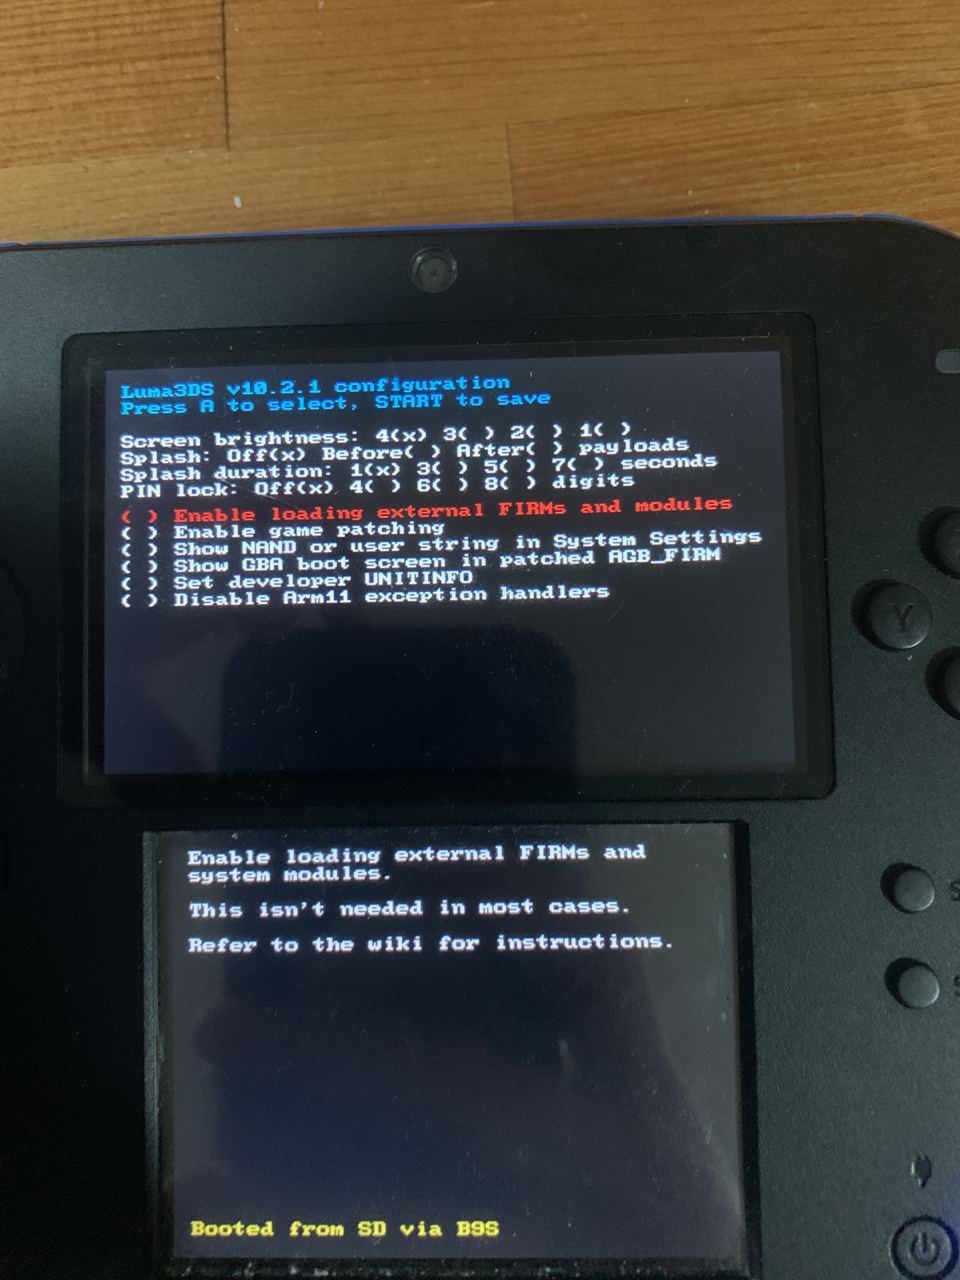 Luma3DS v10.2.1 configuration
Press A to select, START to save
Screen brightness: 4(x) 3( ) 2( ) 1( )
Splash: Off(x) Before( ) After( ) payloads
Splash duration: 1(x) 3( ) 5( ) 7( ) seconds
PIN lock: Off(x) 4( ) 6( ) 8( ) digits
( ) Enable loading external FIRMs and modules
( ) Enable game patching
( ) Show NAND or user string in System Settings
( ) Show GBA boot screen in patched AGB_FIRM
( ) Set developer UNITINFO
( ) Disable Arm11 exception handlers
Y
Enable loading external FIRMs and
system modules.
This isn't needed in most cases.
Refer to the wiki for instructions.
S
S
Booted from SD via B9S